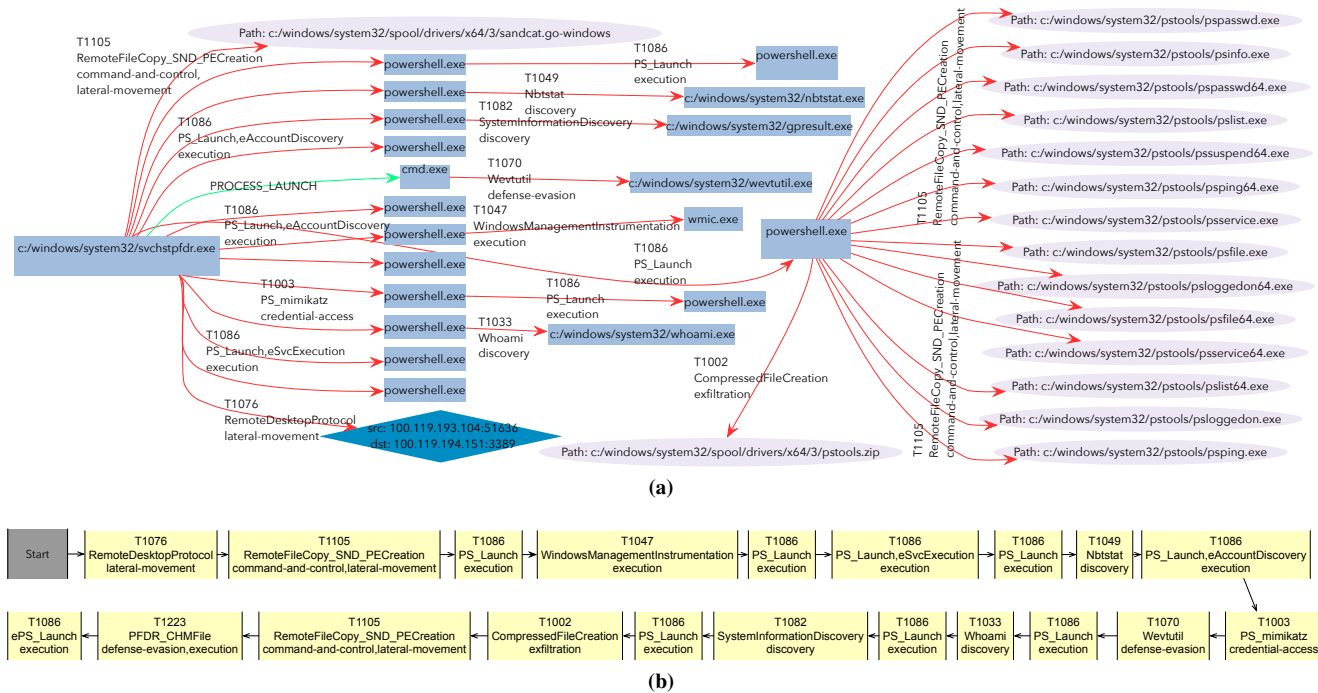 Path: c:/windows/system32/spool/drivers/x64/3/sandcat.go-windows
T1105
RemoteFileCopy_SND_PECreation
command-and-control,
lateral-movement
powershell.exe
T1086
PS_Launch
execution
powershell.exe
powershell.exe
T1049
Nbtstat
discovery
c:/windows/system32/nbtstat.exe
T1086
PS_Launch,eAccountDiscovery
execution
powershell.exe
T1082
SystemInformationDiscovery
discovery
c:/windows/system32/gpresult.exe
powershell.exe
PROCESS_LAUNCH
cmd.exe
T1070
Wevtutil
defense-evasion
c:/windows/system32/wevtutil.exe
T1086
PS_Launch,eAccountDiscovery
execution
powershell.exe
T1047
WindowsManagementInstrumentation
execution
wmic.exe
c:/windows/system32/svchstpfdr.exe
powershell.exe
powershell.exe
T1086
PS_Launch
execution
powershell.exe
T1003
PS_mimikatz
credential-access
powershell.exe
T1086
PS_Launch
execution
powershell.exe
powershell.exe
T1033
Whoami
discovery
c:/windows/system32/whoami.exe
T1086
PS_Launch,eSvcExecution
execution
powershell.exe
powershell.exe
T1076
RemoteDesktopProtocol
lateral-movement
src: 100.119.193.104:51636
dst: 100.119.194.151:3389
T1002
CompressedFileCreation
exfiltration
Path: c:/windows/system32/spool/drivers/x64/3/pstools.zip
T1105
RemoteFileCopy_SND_PECreation
command-and-control,lateral-movement
T1105
RemoteFileCopy_SND_PECreation
command-and-control,lateral-movement
Path: c:/windows/system32/pstools/pspasswd.exe
Path: c:/windows/system32/pstools/psinfo.exe
Path: c:/windows/system32/pstools/pspasswd64.exe
Path: c:/windows/system32/pstools/pslist.exe
Path: c:/windows/system32/pstools/pssuspend64.exe
Path: c:/windows/system32/pstools/psping64.exe
Path: c:/windows/system32/pstools/psservice.exe
Path: c:/windows/system32/pstools/psfile.exe
Path: c:/windows/system32/pstools/psloggedon64.exe
Path: c:/windows/system32/pstools/psfile64.exe
Path: c:/windows/system32/pstools/psservice64.exe
Path: c:/windows/system32/pstools/pslist64.exe
Path: c:/windows/system32/pstools/psloggedon.exe
Path: c:/windows/system32/pstools/psping.exe
(a)
Start
T1076
RemoteDesktopProtocol
lateral-movement
T1105
RemoteFileCopy_SND_PECreation
command-and-control,lateral-movement
T1086
PS_Launch
execution
T1047
WindowsManagementInstrumentation
execution
T1086
PS_Launch
execution
T1086
PS_Launch,eSvcExecution
execution
T1086
PS_Launch
execution
T1049
Nbtstat
discovery
T1086
PS_Launch,eAccountDiscovery
execution
T1086
ePS_Launch
execution
T1223
PFDR_CHMFile
defense-evasion,execution
T1105
RemoteFileCopy_SND_PECreation
command-and-control,lateral-movement
T1002
CompressedFileCreation
exfiltration
T1086
PS_Launch
execution
T1082
SystemInformationDiscovery
discovery
T1086
PS_Launch
execution
T1033
Whoami
discovery
T1086
PS_Launch
execution
T1070
Wevtutil
defense-evasion
T1003
PS_mimikatz
credential-access
(b)